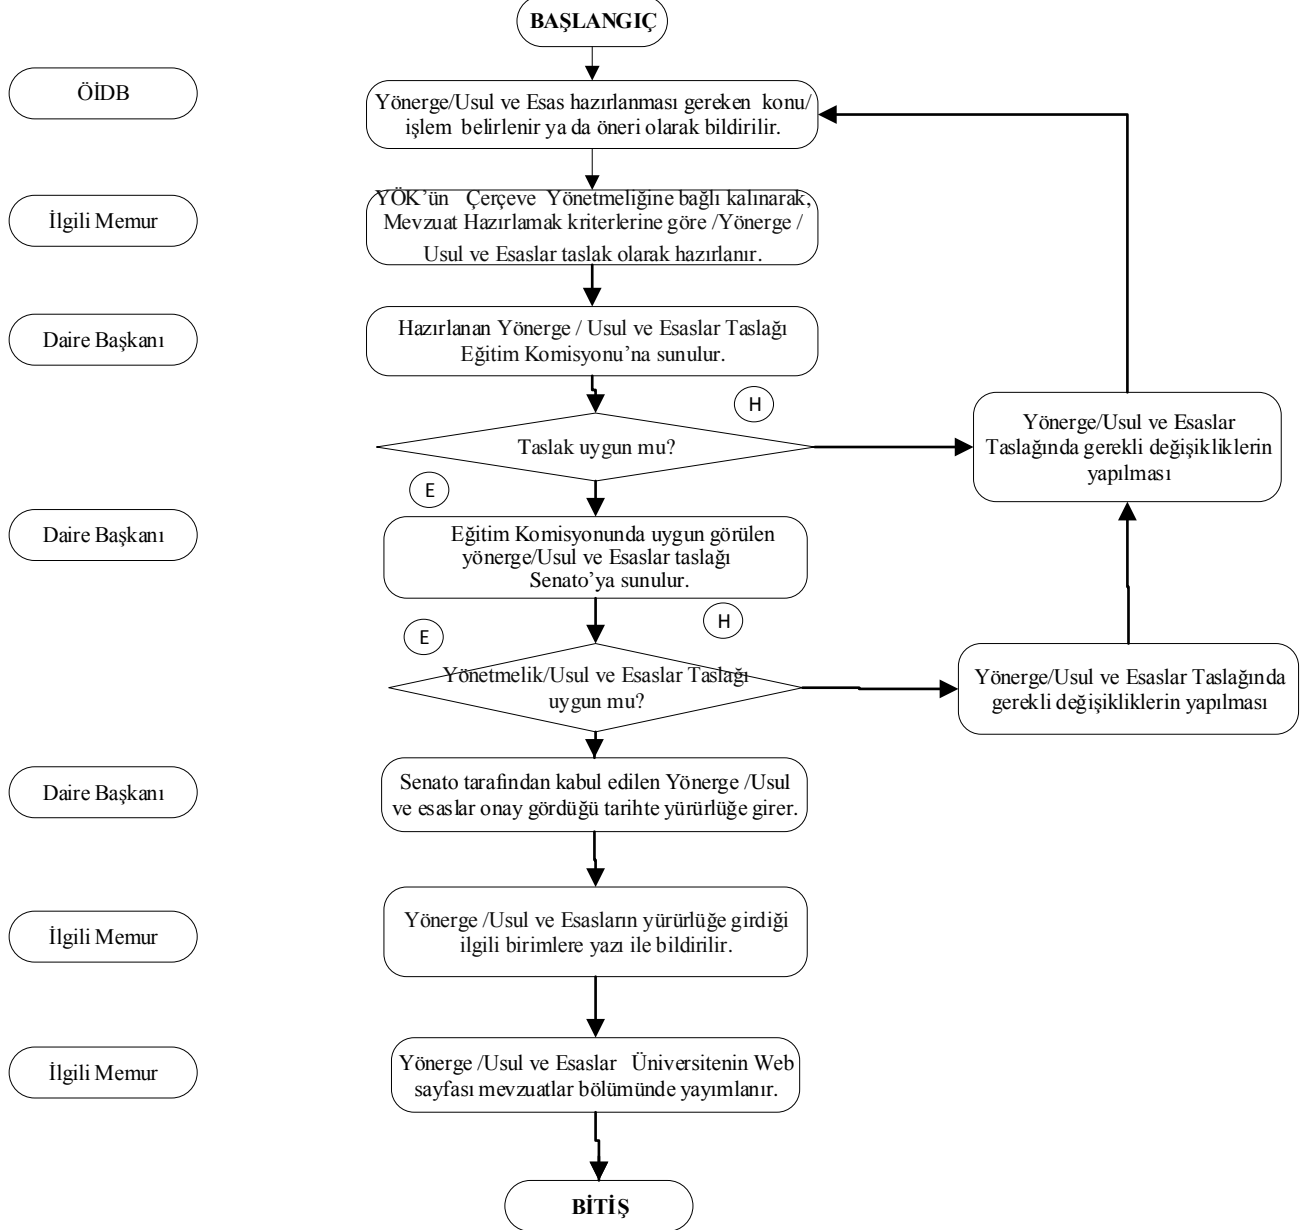 BAŞLANGIÇ
ÖİDB
Yönerge/Usul ve Esas hazırlanması gereken konu/
işlem belirlenir ya da öneri olarak bildirilir.
İlgili Memur
YÖK’ün Çerçeve Yönetmeliğine bağlı kalınarak,
Mevzuat Hazırlamak kriterlerine göre /Yönerge /
Usul ve Esaslar taslak olarak hazırlanır.
Daire Başkanı
Hazırlanan Yönerge / Usul ve Esaslar Taslağı
Eğitim Komisyonu’na sunulur.
H
Taslak uygun mu?
Yönerge/Usul ve Esaslar
Taslağında gerekli değişikliklerin
yapılması
E
Daire Başkanı
Eğitim Komisyonunda uygun görülen
yönerge/Usul ve Esaslar taslağı
Senato’ya sunulur.
H
E
Yönetmelik/Usul ve Esaslar Taslağı
uygun mu?
Yönerge/Usul ve Esaslar Taslağında
gerekli değişikliklerin yapılması
Daire Başkanı
Senato tarafından kabul edilen Yönerge /Usul
ve esaslar onay gördüğü tarihte yürürlüğe girer.
İlgili Memur
Yönerge /Usul ve Esasların yürürlüğe girdiği
ilgili birimlere yazı ile bildirilir.
İlgili Memur
Yönerge /Usul ve Esaslar Üniversitenin Web
sayfası mevzuatlar bölümünde yayımlanır.
BİTİŞ